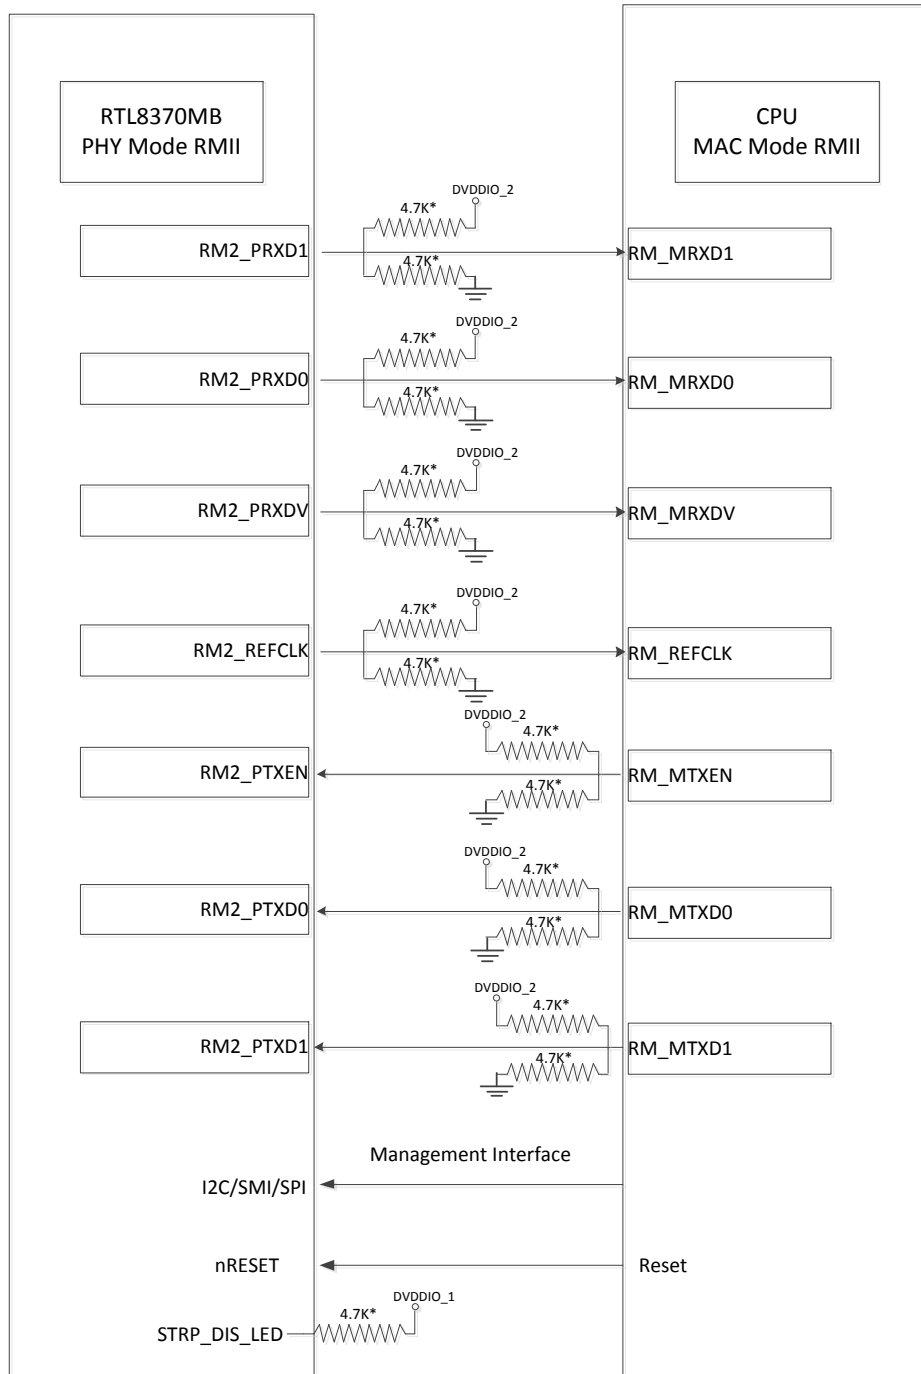 RTL8370MB
PHY Mode RMII
CPU
MAC Mode RMII
DVDDIO_2
4.7K*
RM2_PRXD1
RM_MRXD1
4.7K*
DVDDIO_2
4.7K*
RM2_PRXD0
RM_MRXD0
4.7K*
DVDDIO_2
4.7K*
RM2_PRXDV
RM_MRXDV
4.7K*
DVDDIO_2
4.7K*
RM2_REFCLK
RM_REFCLK
4.7K*
DVDDIO_2
4.7K*
RM2_PTXEN
RM_MTXEN
4.7K*
DVDDIO_2
4.7K*
RM2_PTXD0
RM_MTXD0
4.7K*
DVDDIO_2
4.7K*
RM2_PTXD1
RM_MTXD1
4.7K*
Management Interface
I2C/SMI/SPI
nRESET
Reset
DVDDIO_1
4.7K*
STRP_DIS_LED